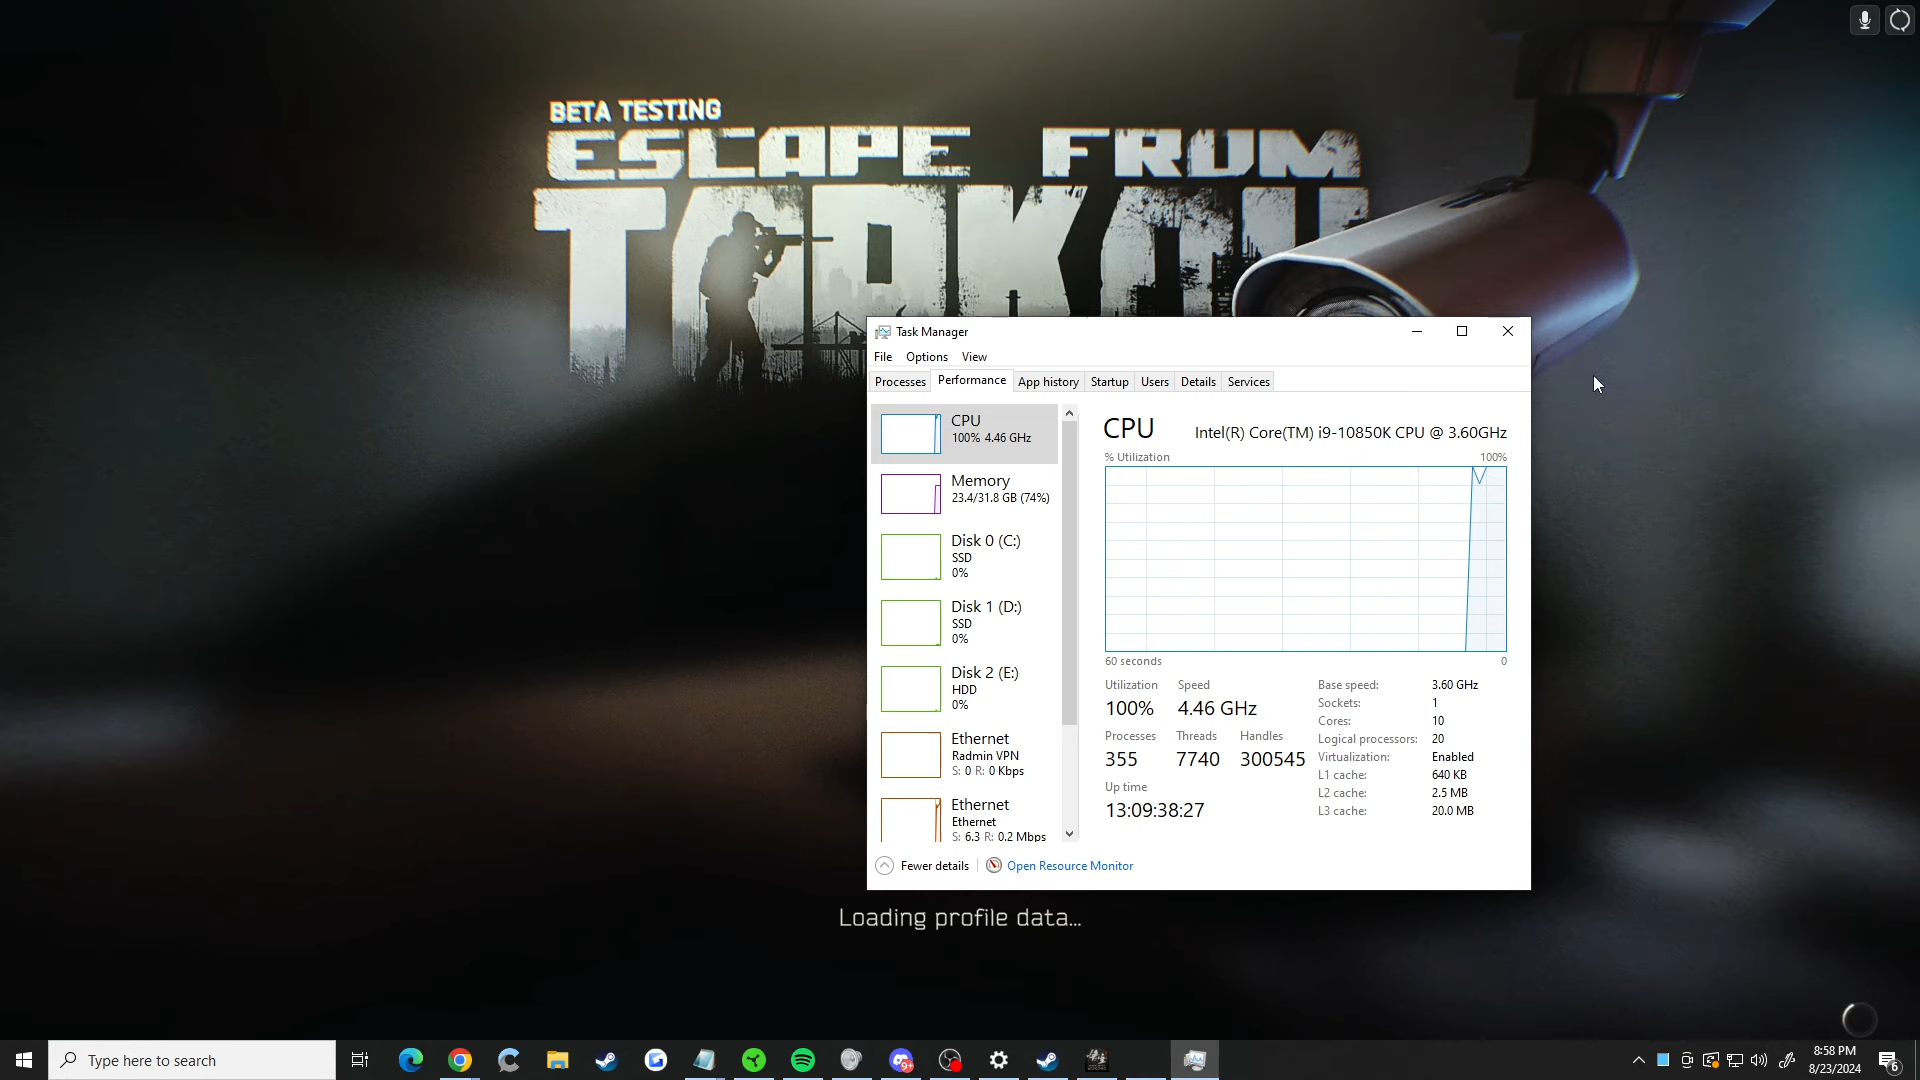 BETA TESTING
ESCAPE FROM
TARKOV
Task Manager
File Options View
Processes Performance App history Startup Users Details Services
CPU
100% 4.46 GHz
Memory
23.4/31.8 GB (74%)
Disk 0 (C:)
SSD
0%
Disk 1 (D:)
SSD
0%
Disk 2 (E:)
HDD
0%
Ethernet
Radmin VPN
S: 0 R: 0 Kbps
Ethernet
Ethernet
S: 6.3 R: 0.2 Mbps
CPU Intel(R) Core(TM) i9-10850K CPU @ 3.60GHz
% Utilization 100%
60 seconds 0
Utilization Speed
100% 4.46 GHz
Processes Threads Handles
355 7740 300545
Up time
13:09:38:27
Base speed: 3.60 GHz
Sockets: 1
Cores: 10
Logical processors: 20
Virtualization: Enabled
L1 cache: 640 KB
L2 cache: 2.5 MB
L3 cache: 20.0 MB
Fewer details Open Resource Monitor
Loading profile data...
Type here to search
9+
8:58 PM
8/23/2024
6